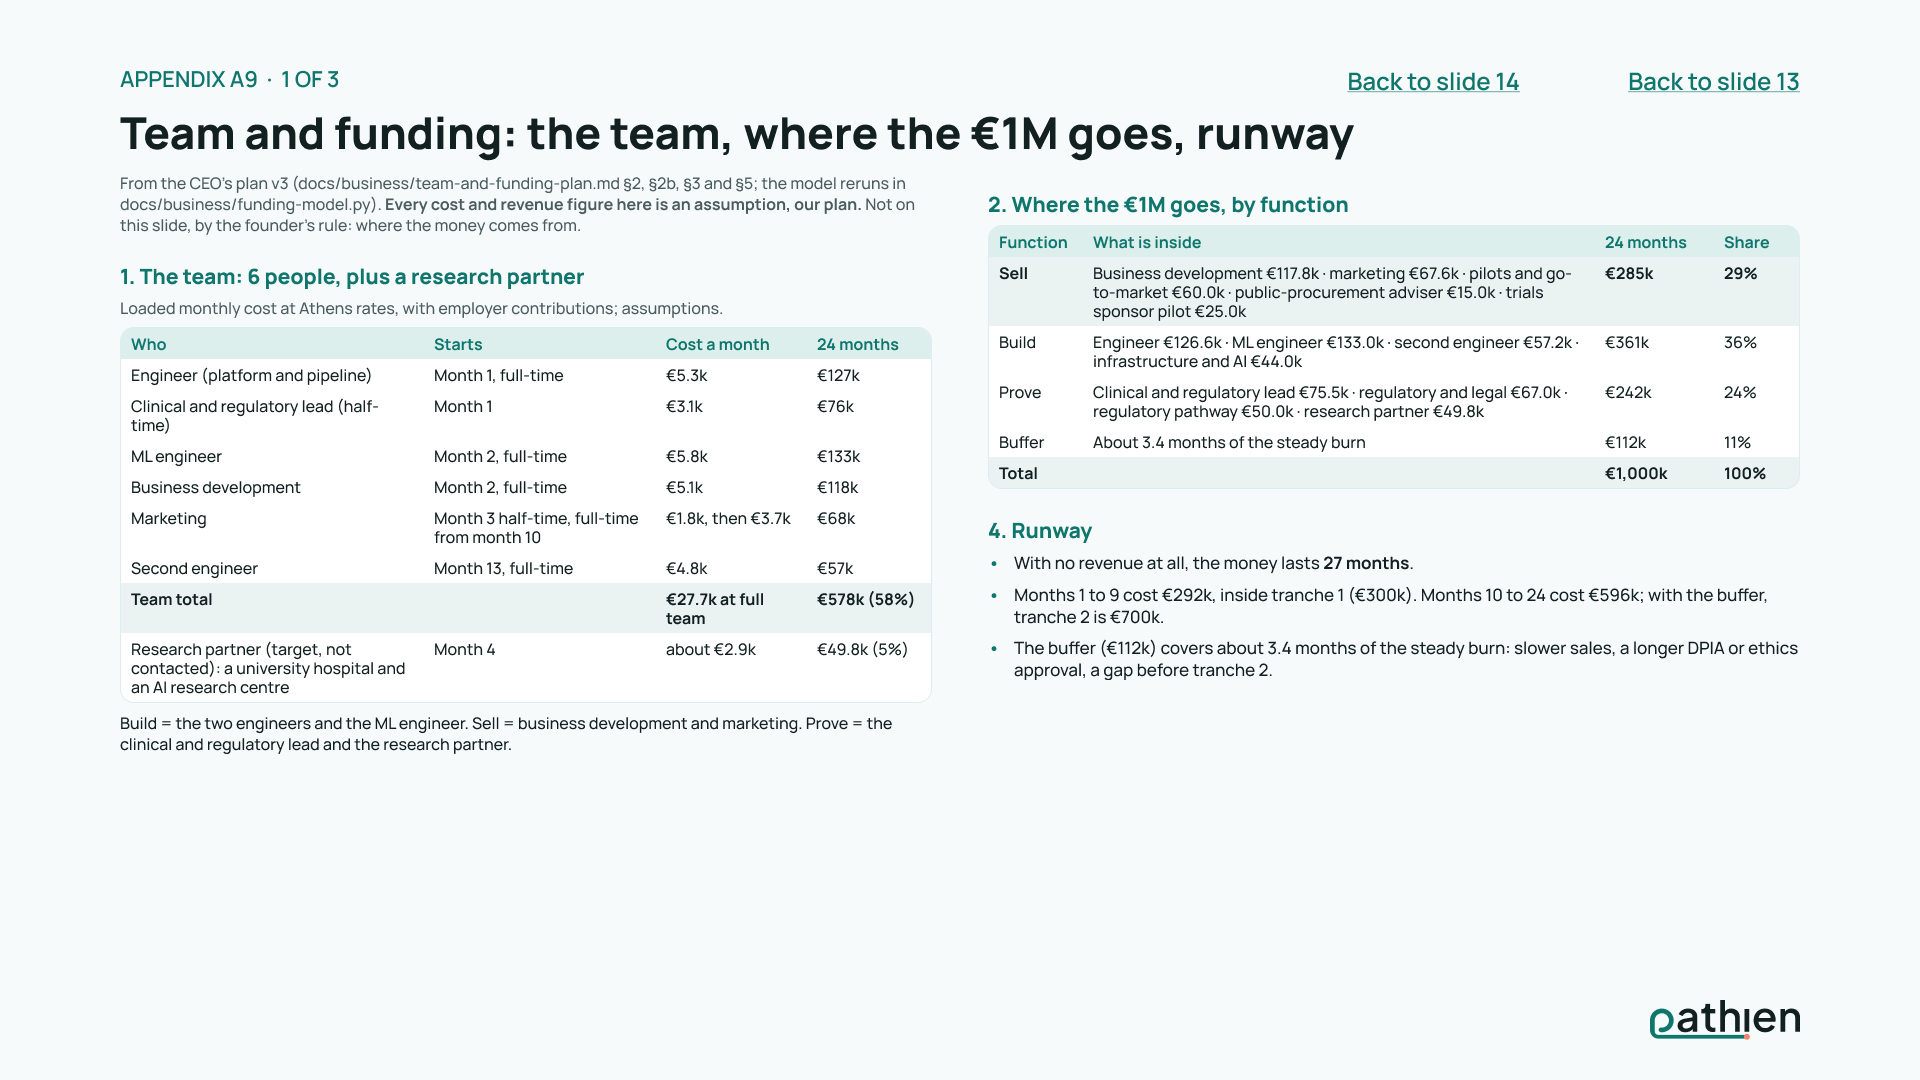 APPENDIX A9 · 1 OF 3
Back to slide 14
Back to slide 13
Team and funding: the team, where the €1M goes, runway
From the CEO's plan v3 (docs/business/team-and-funding-plan.md §2, §2b, §3 and §5; the model reruns in
docs/business/funding-model.py). Every cost and revenue figure here is an assumption, our plan. Not on
this slide, by the founder's rule: where the money comes from.
1. The team: 6 people, plus a research partner
Loaded monthly cost at Athens rates, with employer contributions; assumptions.
Who Starts Cost a month 24 months
Engineer (platform and pipeline) Month 1, full-time €5.3k €127k
Clinical and regulatory lead (half- Month 1 €3.1k €76k
time)
ML engineer Month 2, full-time €5.8k €133k
Business development Month 2, full-time €5.1k €118k
Marketing Month 3 half-time, full-time €1.8k, then €3.7k €68k
from month 10
Second engineer Month 13, full-time €4.8k €57k
Team total €27.7k at full €578k (58%)
team
Research partner (target, not Month 4 about €2.9k €49.8k (5%)
contacted): a university hospital and
an AI research centre
Build = the two engineers and the ML engineer. Sell = business development and marketing. Prove = the
clinical and regulatory lead and the research partner.
2. Where the €1M goes, by function
Function What is inside 24 months Share
Sell Business development €117.8k · marketing €67.6k · pilots and go- €285k 29%
to-market €60.0k · public-procurement adviser €15.0k · trials
sponsor pilot €25.0k
Build Engineer €126.6k · ML engineer €133.0k · second engineer €57.2k · €361k 36%
infrastructure and AI €44.0k
Prove Clinical and regulatory lead €75.5k · regulatory and legal €67.0k · €242k 24%
regulatory pathway €50.0k · research partner €49.8k
Buffer About 3.4 months of the steady burn €112k 11%
Total €1,000k 100%
4. Runway
• With no revenue at all, the money lasts 27 months.
• Months 1 to 9 cost €292k, inside tranche 1 (€300k). Months 10 to 24 cost €596k; with the buffer,
tranche 2 is €700k.
• The buffer (€112k) covers about 3.4 months of the steady burn: slower sales, a longer DPIA or ethics
approval, a gap before tranche 2.
pathien